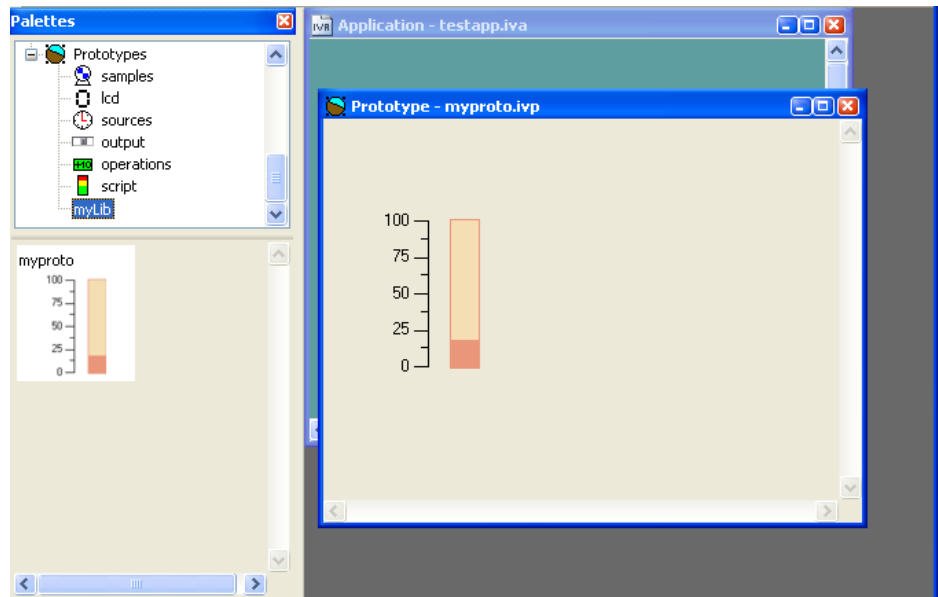 Palettes
Prototypes
samples
lcd
sources
output
operations
script
myLib
myproto
100
75
50
25
0
IVA Application - testapp.iva
Prototype - myproto.ivp
100
75
50
25
0